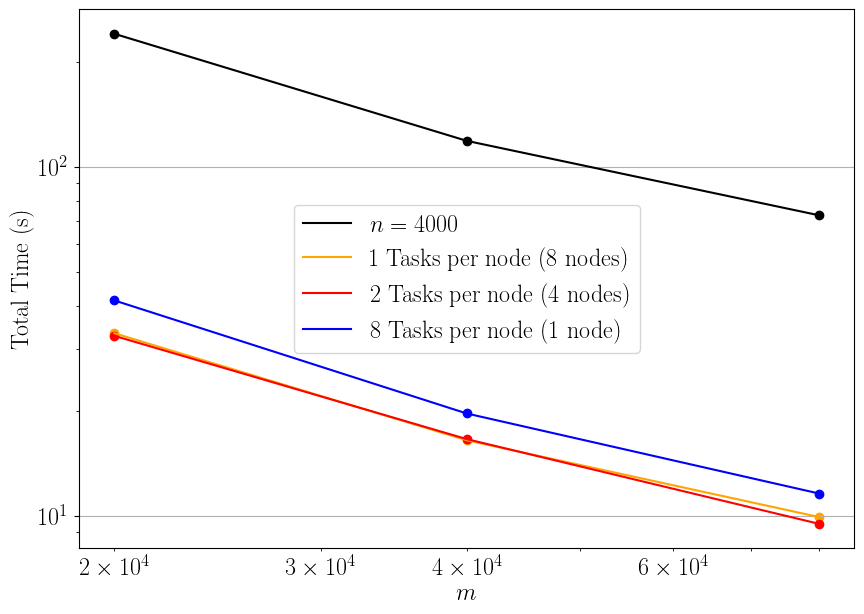 Total Time (s)
10²
10¹
n = 4000
1 Tasks per node (8 nodes)
2 Tasks per node (4 nodes)
8 Tasks per node (1 node)
2 × 10⁴
3 × 10⁴
4 × 10⁴
6 × 10⁴
m